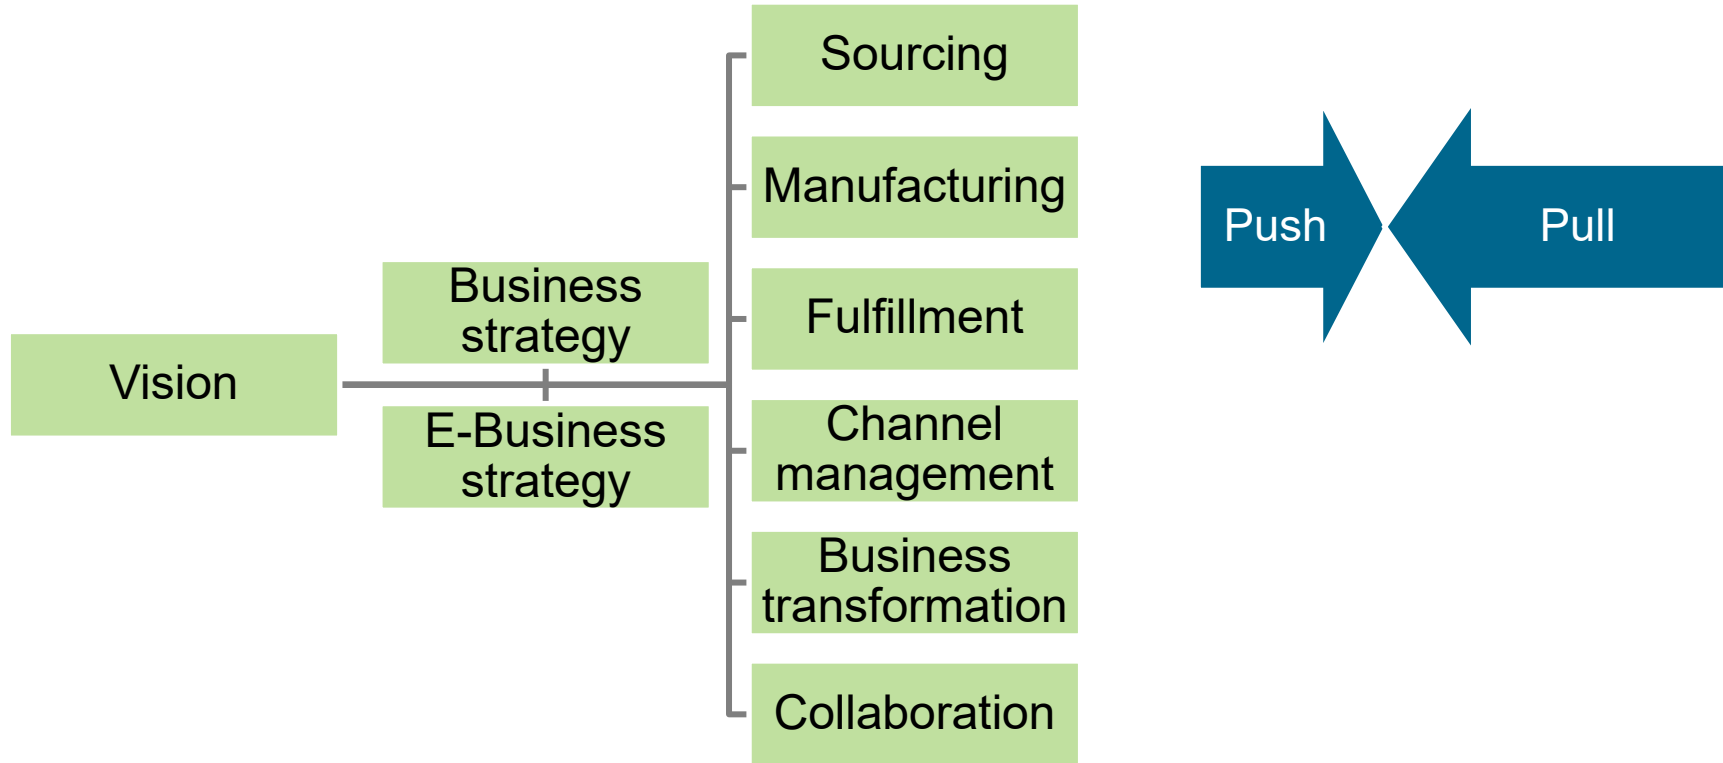 Vision
Business
strategy
E-Business
strategy
Sourcing
Manufacturing
Fulfillment
Channel
management
Business
transformation
Collaboration
Push
Pull